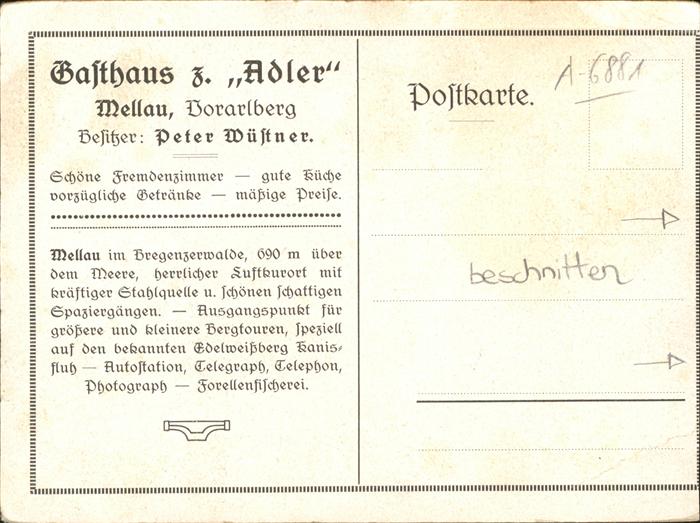 Gasthaus z. „Adler“
Mellau, Vorarlberg
Besitzer: Peter Wüstner.
Schöne Fremdenzimmer — gute Küche
vorzügliche Getränke — mäßige Preise.
Mellau im Bregenzerwalde, 690 m über
dem Meere, herrlicher Luftkurort mit
kräftiger Stahlquelle u. schönen schattigen
Spaziergängen. — Ausgangspunkt für
größere und kleinere Bergtouren, speziell
auf den bekannten Edelweißberg Kanis-
fluh — Autostation, Telegraph, Telephon,
Photograph — Forellenfischerei.
Postkarte.
A-6881
beschnitten